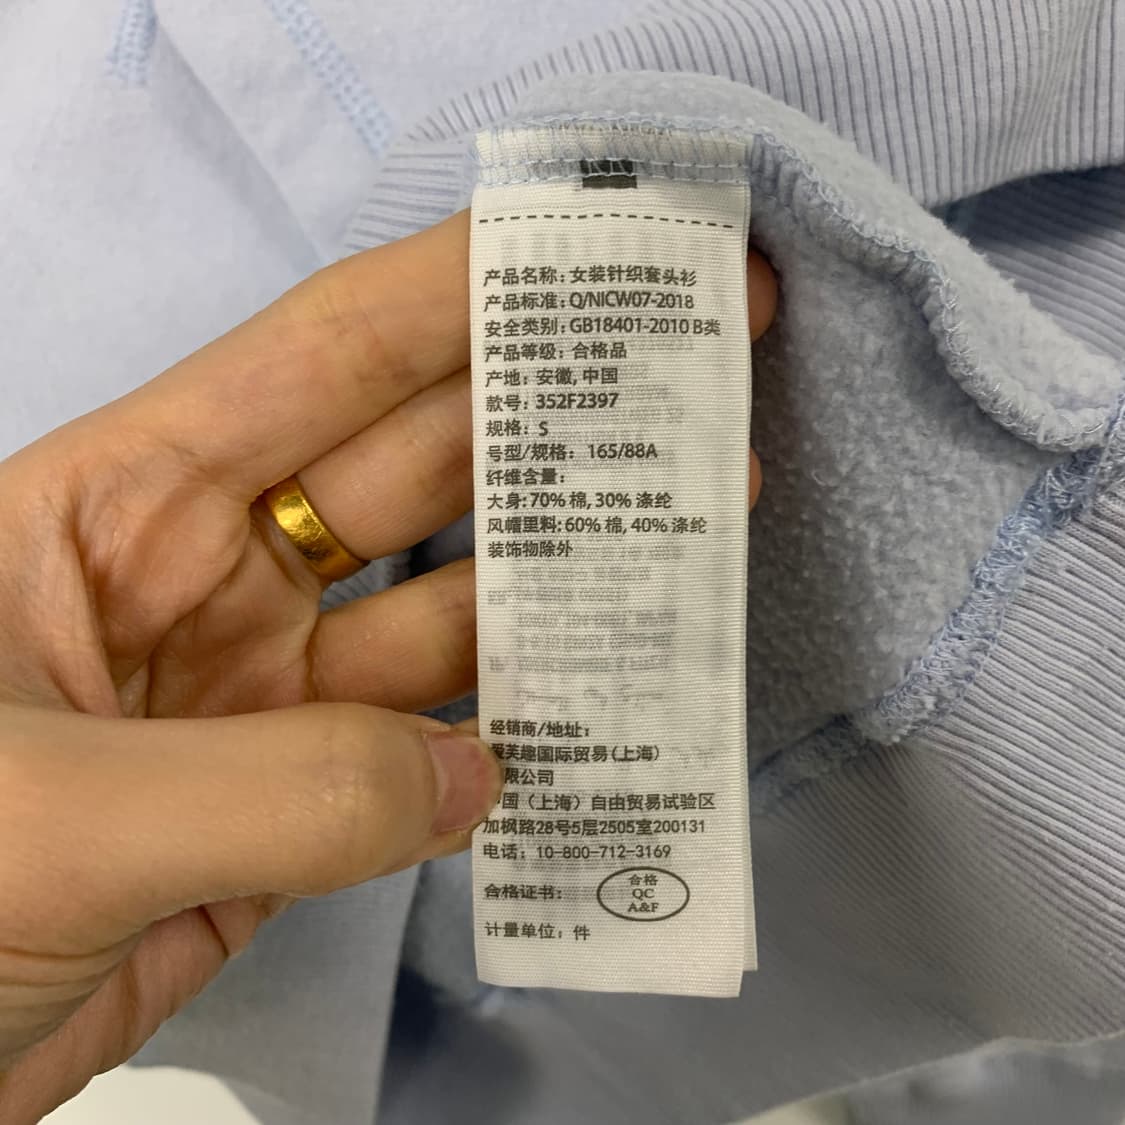 产品名称：女装针织套头衫
产品标准：Q/NICW07-2018
安全类别：GB18401-2010 B类
产品等级：合格品
产地：安徽，中国
款号：352F2397
规格：S
号型/规格：165/88A
纤维含量：
大身：70% 棉，30% 涤纶
风帽里料：60% 棉，40% 涤纶
装饰物除外
经销商/地址：
爱芙趣国际贸易（上海）
限公司
国（上海）自由贸易试验区
加枫路28号5层2505室200131
电话：10-800-712-3169
合格证书：
合格
QC
A&F
计量单位：件